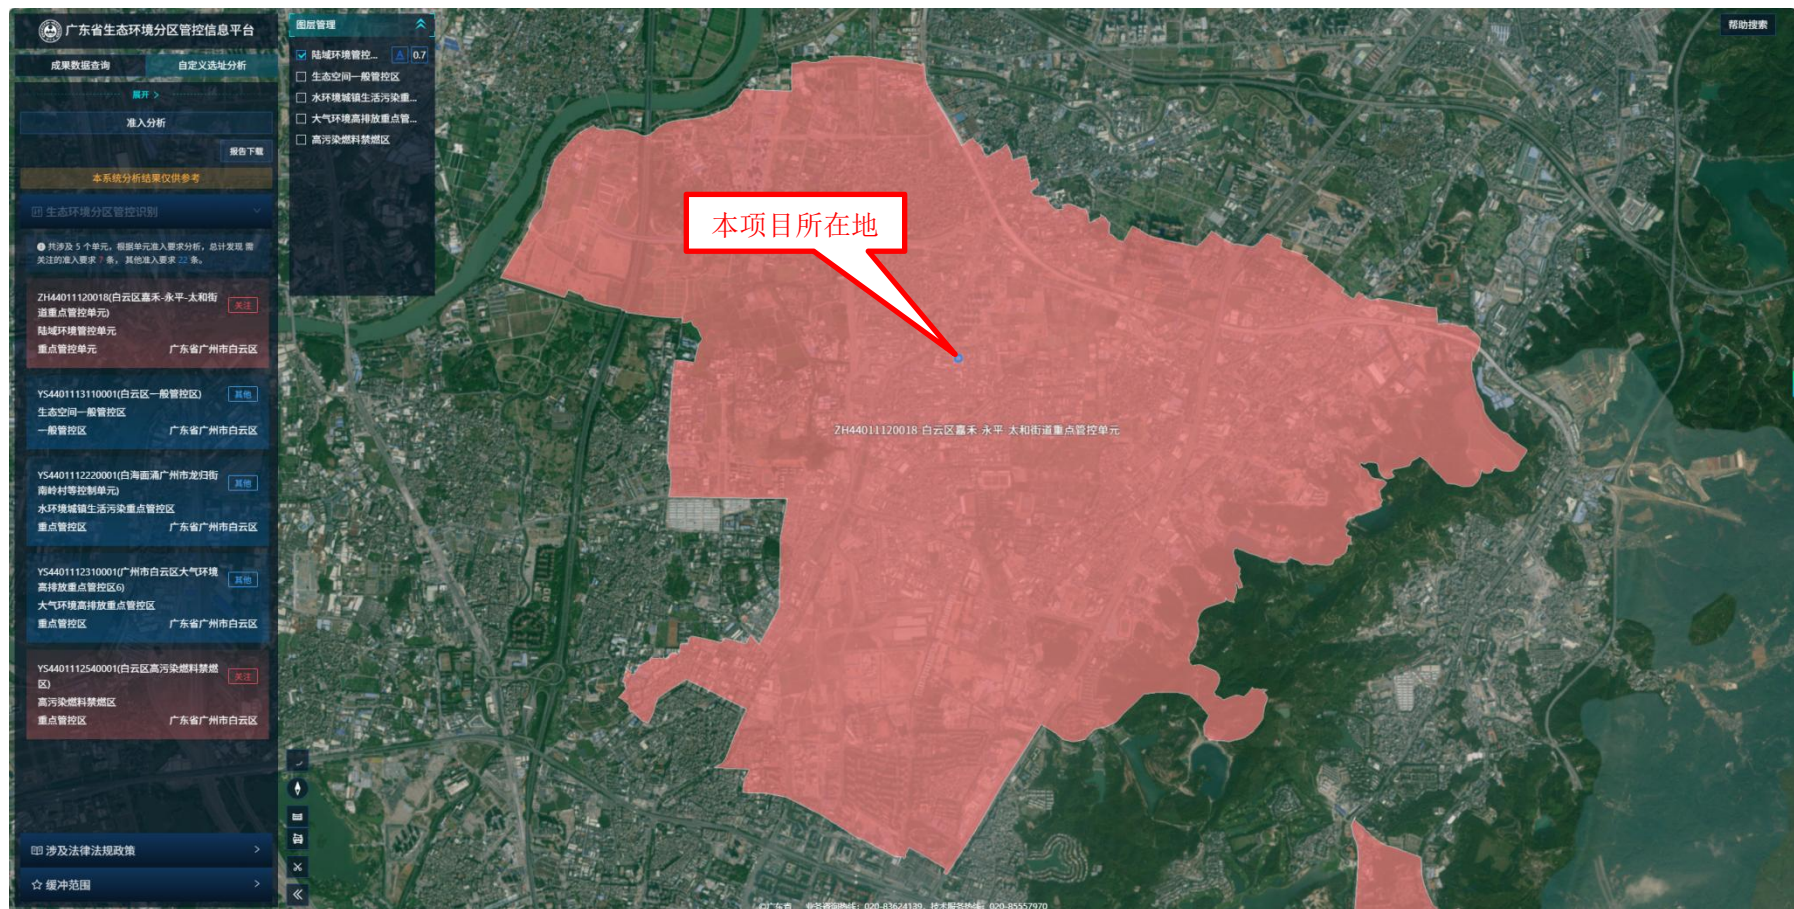 广东省生态环境分区管控信息平台
成果数据查询
自定义选址分析
展开 >
准入分析
报告下载
本系统分析结果仅供参考
生态环境分区管控识别
共涉及 5 个单元，根据单元准入要求分析，总计发现 需
关注的准入要求 7 条， 其他准入要求 22 条。
ZH44011120018(白云区嘉禾-永平-太和街
道重点管控单元)
关注
陆域环境管控单元
重点管控单元 广东省广州市白云区
YS4401113110001(白云区一般管控区)
其他
生态空间一般管控区
一般管控区 广东省广州市白云区
YS4401112220001(白海面涌广州市龙归街
南岭村等控制单元)
其他
水环境城镇生活污染重点管控区
重点管控区 广东省广州市白云区
YS4401112310001(广州市白云区大气环境
高排放重点管控区6)
其他
大气环境高排放重点管控区
重点管控区 广东省广州市白云区
YS4401112540001(白云区高污染燃料禁燃
区)
关注
高污染燃料禁燃区
重点管控区 广东省广州市白云区
涉及法律法规政策
缓冲范围
图层管理
陆域环境管控... 0.7
生态空间一般管控区
水环境城镇生活污染重...
大气环境高排放重点管...
高污染燃料禁燃区
帮助搜索
本项目所在地
ZH44011120018 白云区嘉禾 永平 太和街道重点管控单元
©广东省 业务咨询热线：020-83624139，技术服务热线：020-85557970